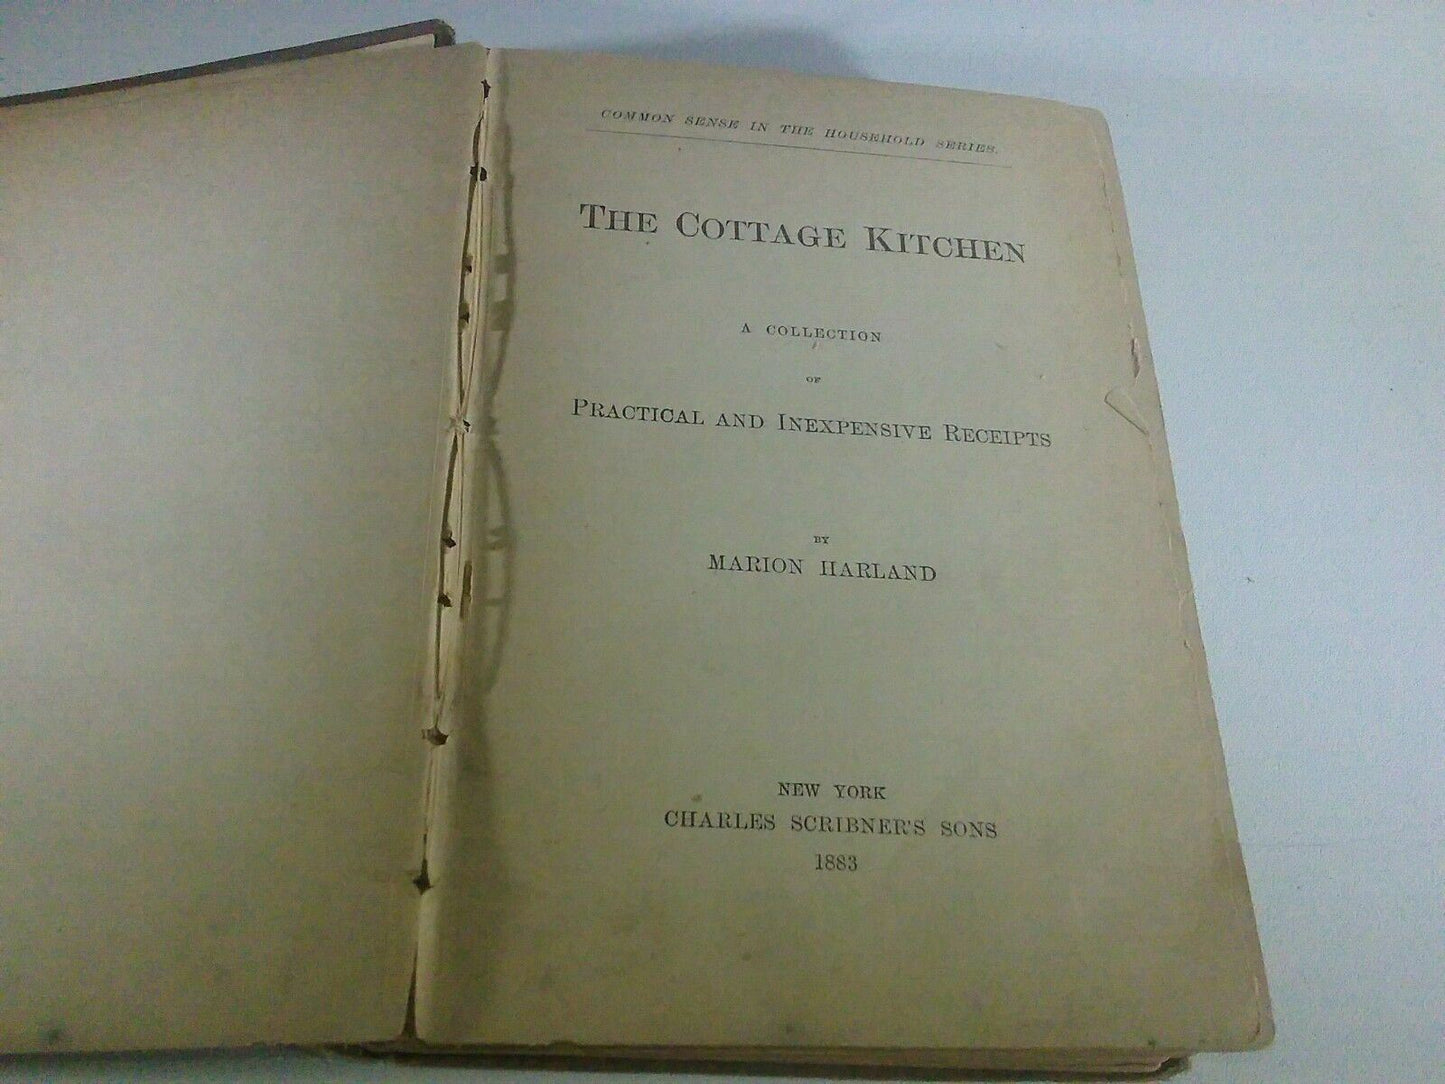 COMMON SENSE IN THE HOUSEHOLD SERIES.
THE COTTAGE KITCHEN
A COLLECTION
OF
PRACTICAL AND INEXPENSIVE RECEIPTS
BY
MARION HARLAND
NEW YORK
CHARLES SCRIBNER'S SONS
1883